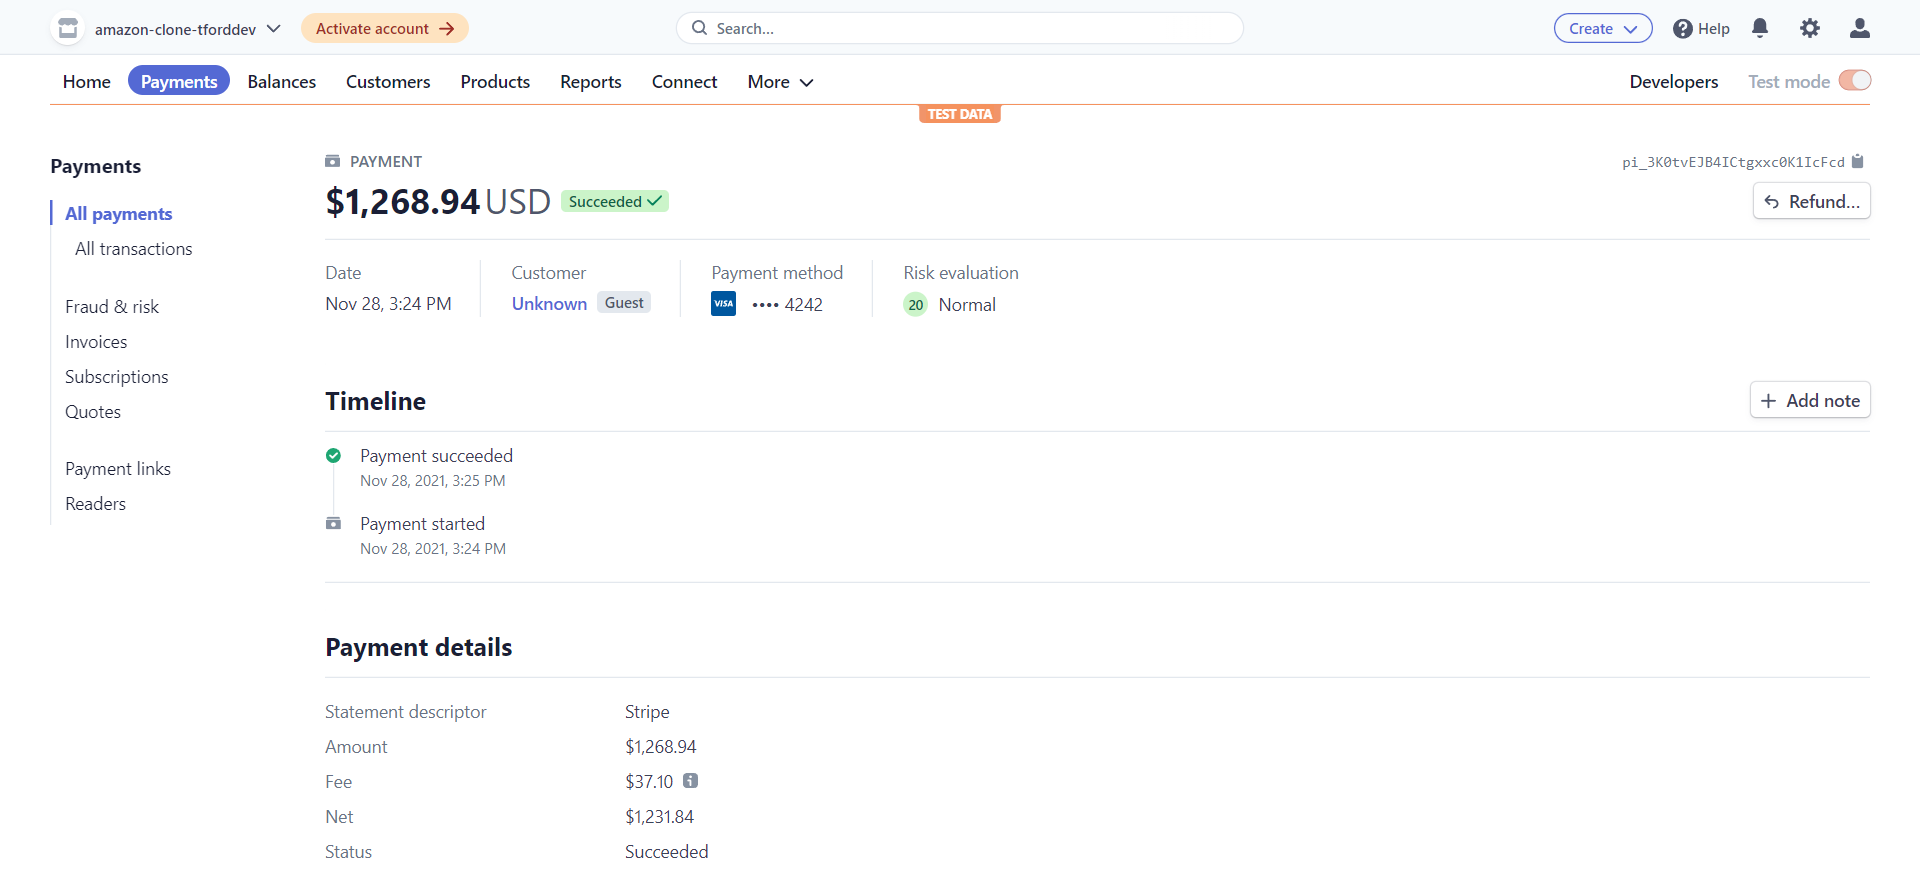 amazon-clone-tforddev
Activate account
Search...
Create
Help
Home
Payments
Balances
Customers
Products
Reports
Connect
More
Developers
Test mode
TEST DATA
Payments
All payments
All transactions
Fraud & risk
Invoices
Subscriptions
Quotes
Payment links
Readers
PAYMENT
pi_3K0tvEJB4ICtgxxc0K1IcFcd
$1,268.94 USD Succeeded
Refund...
Date
Nov 28, 3:24 PM
Customer
Unknown Guest
Payment method
VISA •••• 4242
Risk evaluation
20 Normal
Timeline
Add note
Payment succeeded
Nov 28, 2021, 3:25 PM
Payment started
Nov 28, 2021, 3:24 PM
Payment details
Statement descriptor Stripe
Amount $1,268.94
Fee $37.10
Net $1,231.84
Status Succeeded